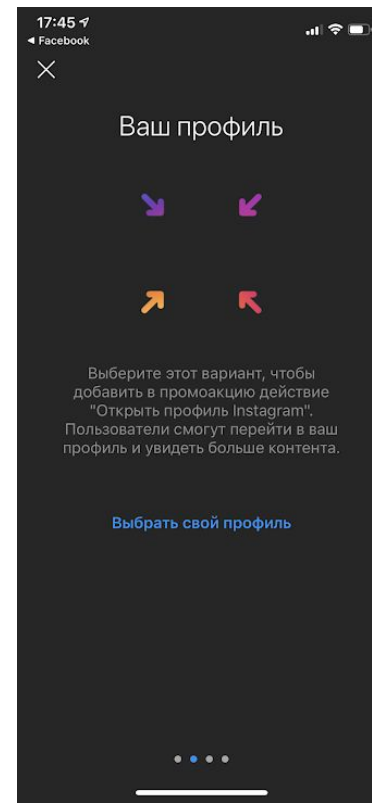 17:45
◀ Facebook
Ваш профиль
Выберите этот вариант, чтобы
добавить в промоакцию действие
"Открыть профиль Instagram".
Пользователи смогут перейти в ваш
профиль и увидеть больше контента.
Выбрать свой профиль